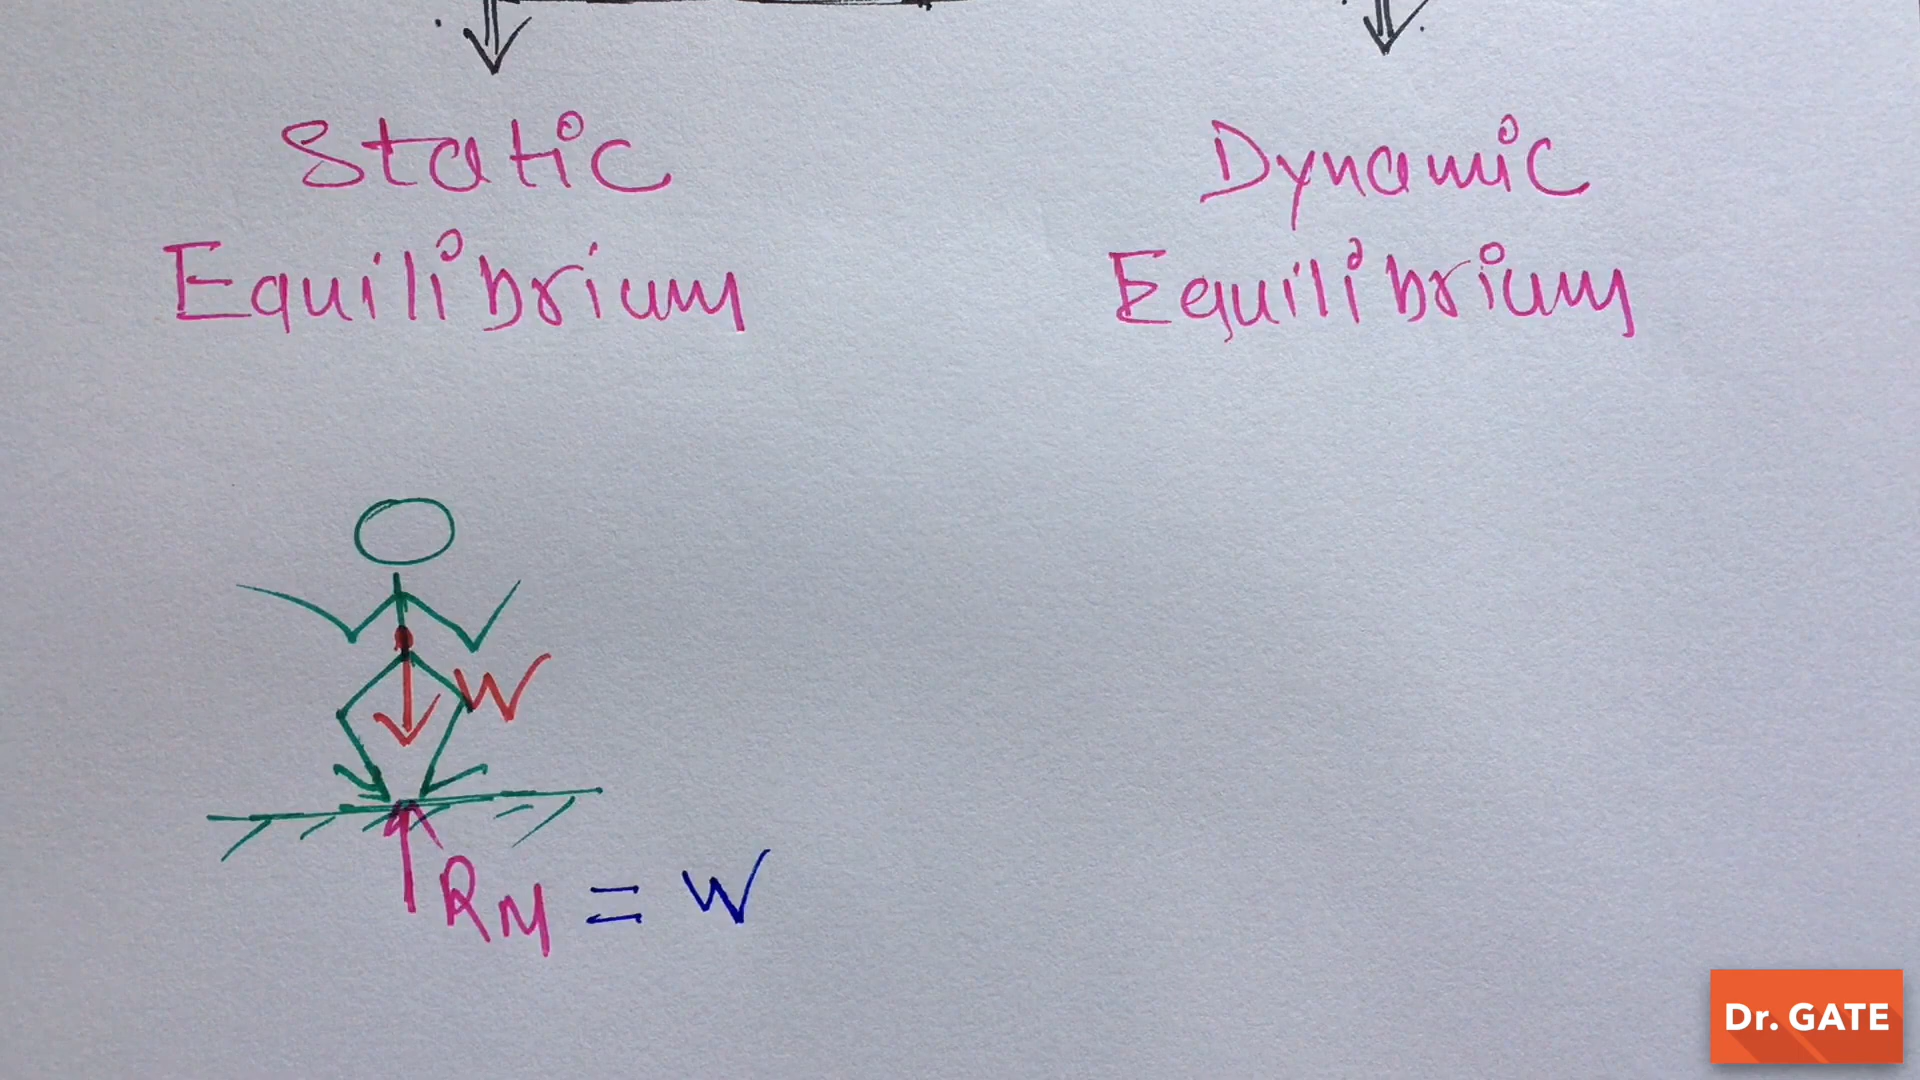 Static
Equilibrium
Dynamic
Equilibrium
W
RN = W
Dr. GATE